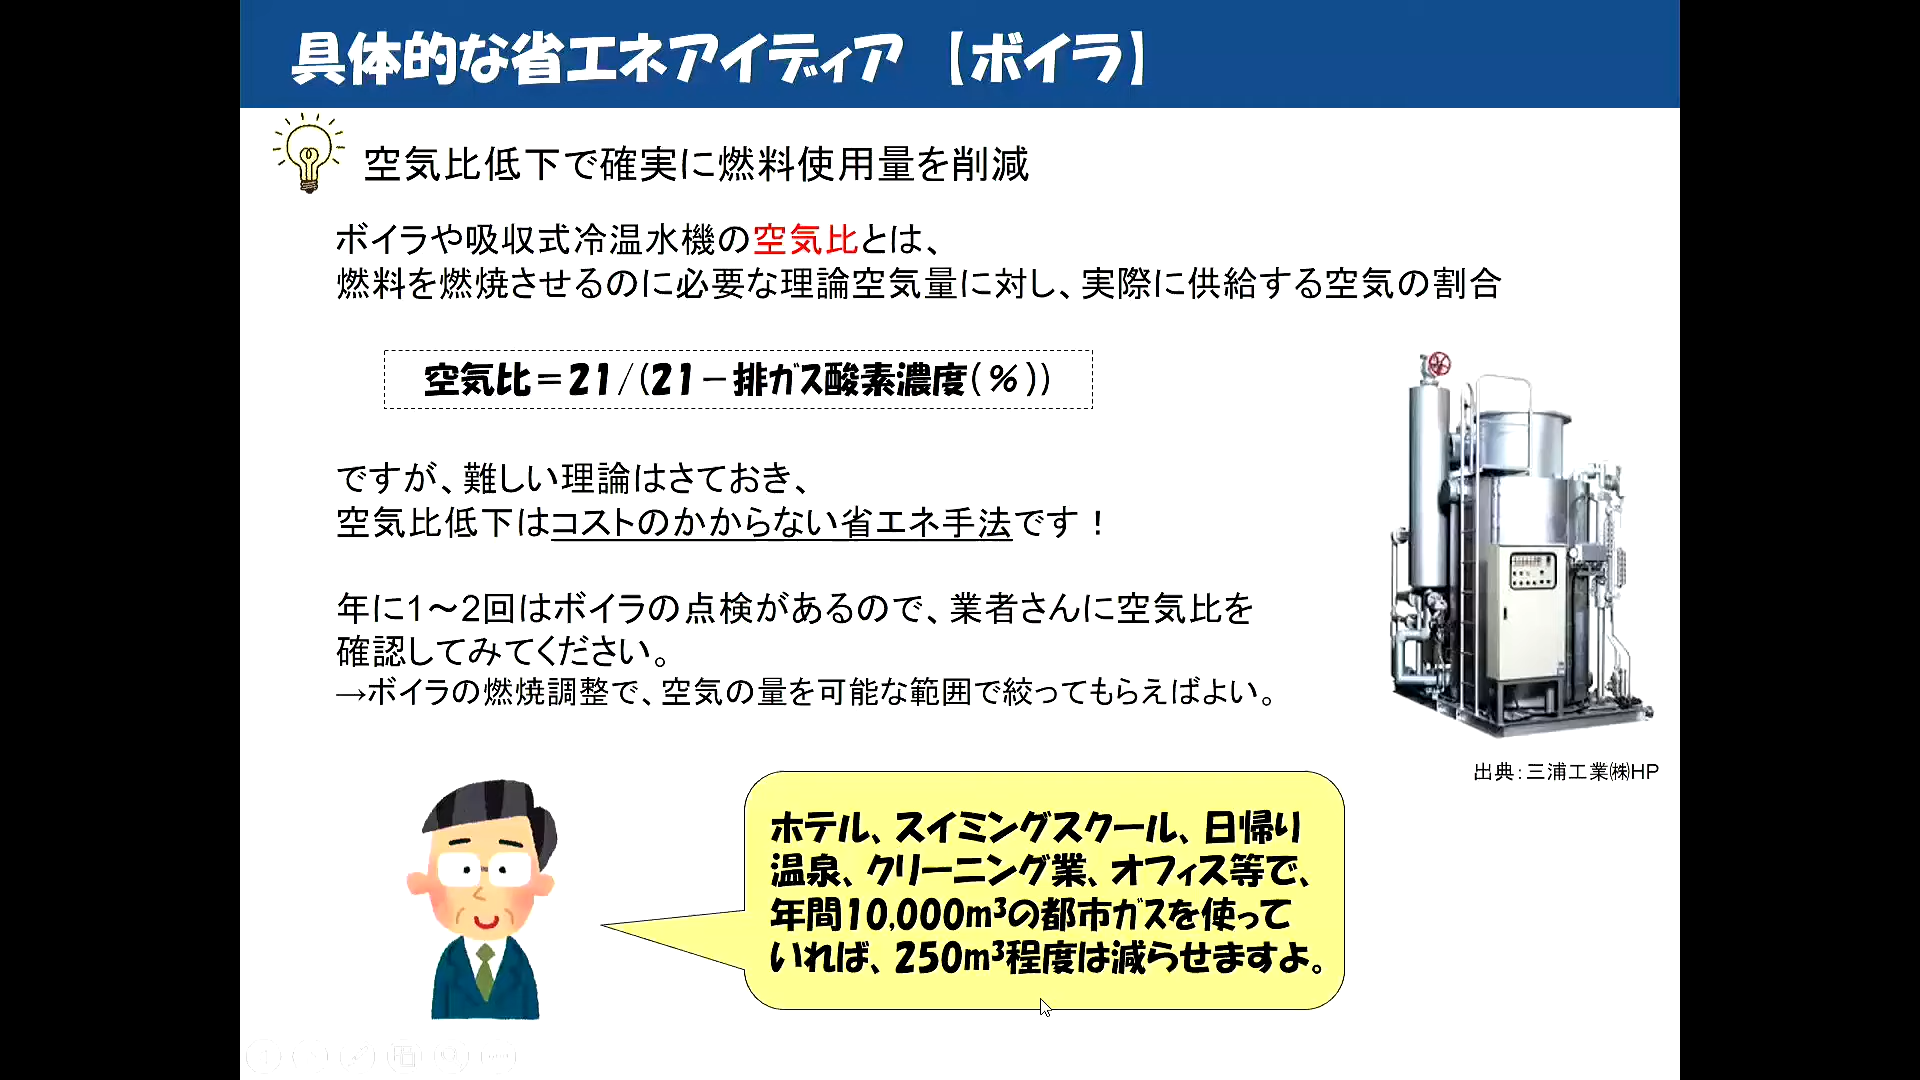 具体的な省エネアイディア 【ボイラ】
空気比低下で確実に燃料使用量を削減
ボイラや吸収式冷温水機の空気比とは、
燃料を燃焼させるのに必要な理論空気量に対し、実際に供給する空気の割合
空気比＝21/(21－排ガス酸素濃度(％))
ですが、難しい理論はさておき、
空気比低下はコストのかからない省エネ手法です！
年に1～2回はボイラの点検があるので、業者さんに空気比を
確認してみてください。
→ボイラの燃焼調整で、空気の量を可能な範囲で絞ってもらえばよい。
出典：三浦工業㈱HP
ホテル、スイミングスクール、日帰り
温泉、クリーニング業、オフィス等で、
年間10,000m³の都市ガスを使って
いれば、250m³程度は減らせますよ。